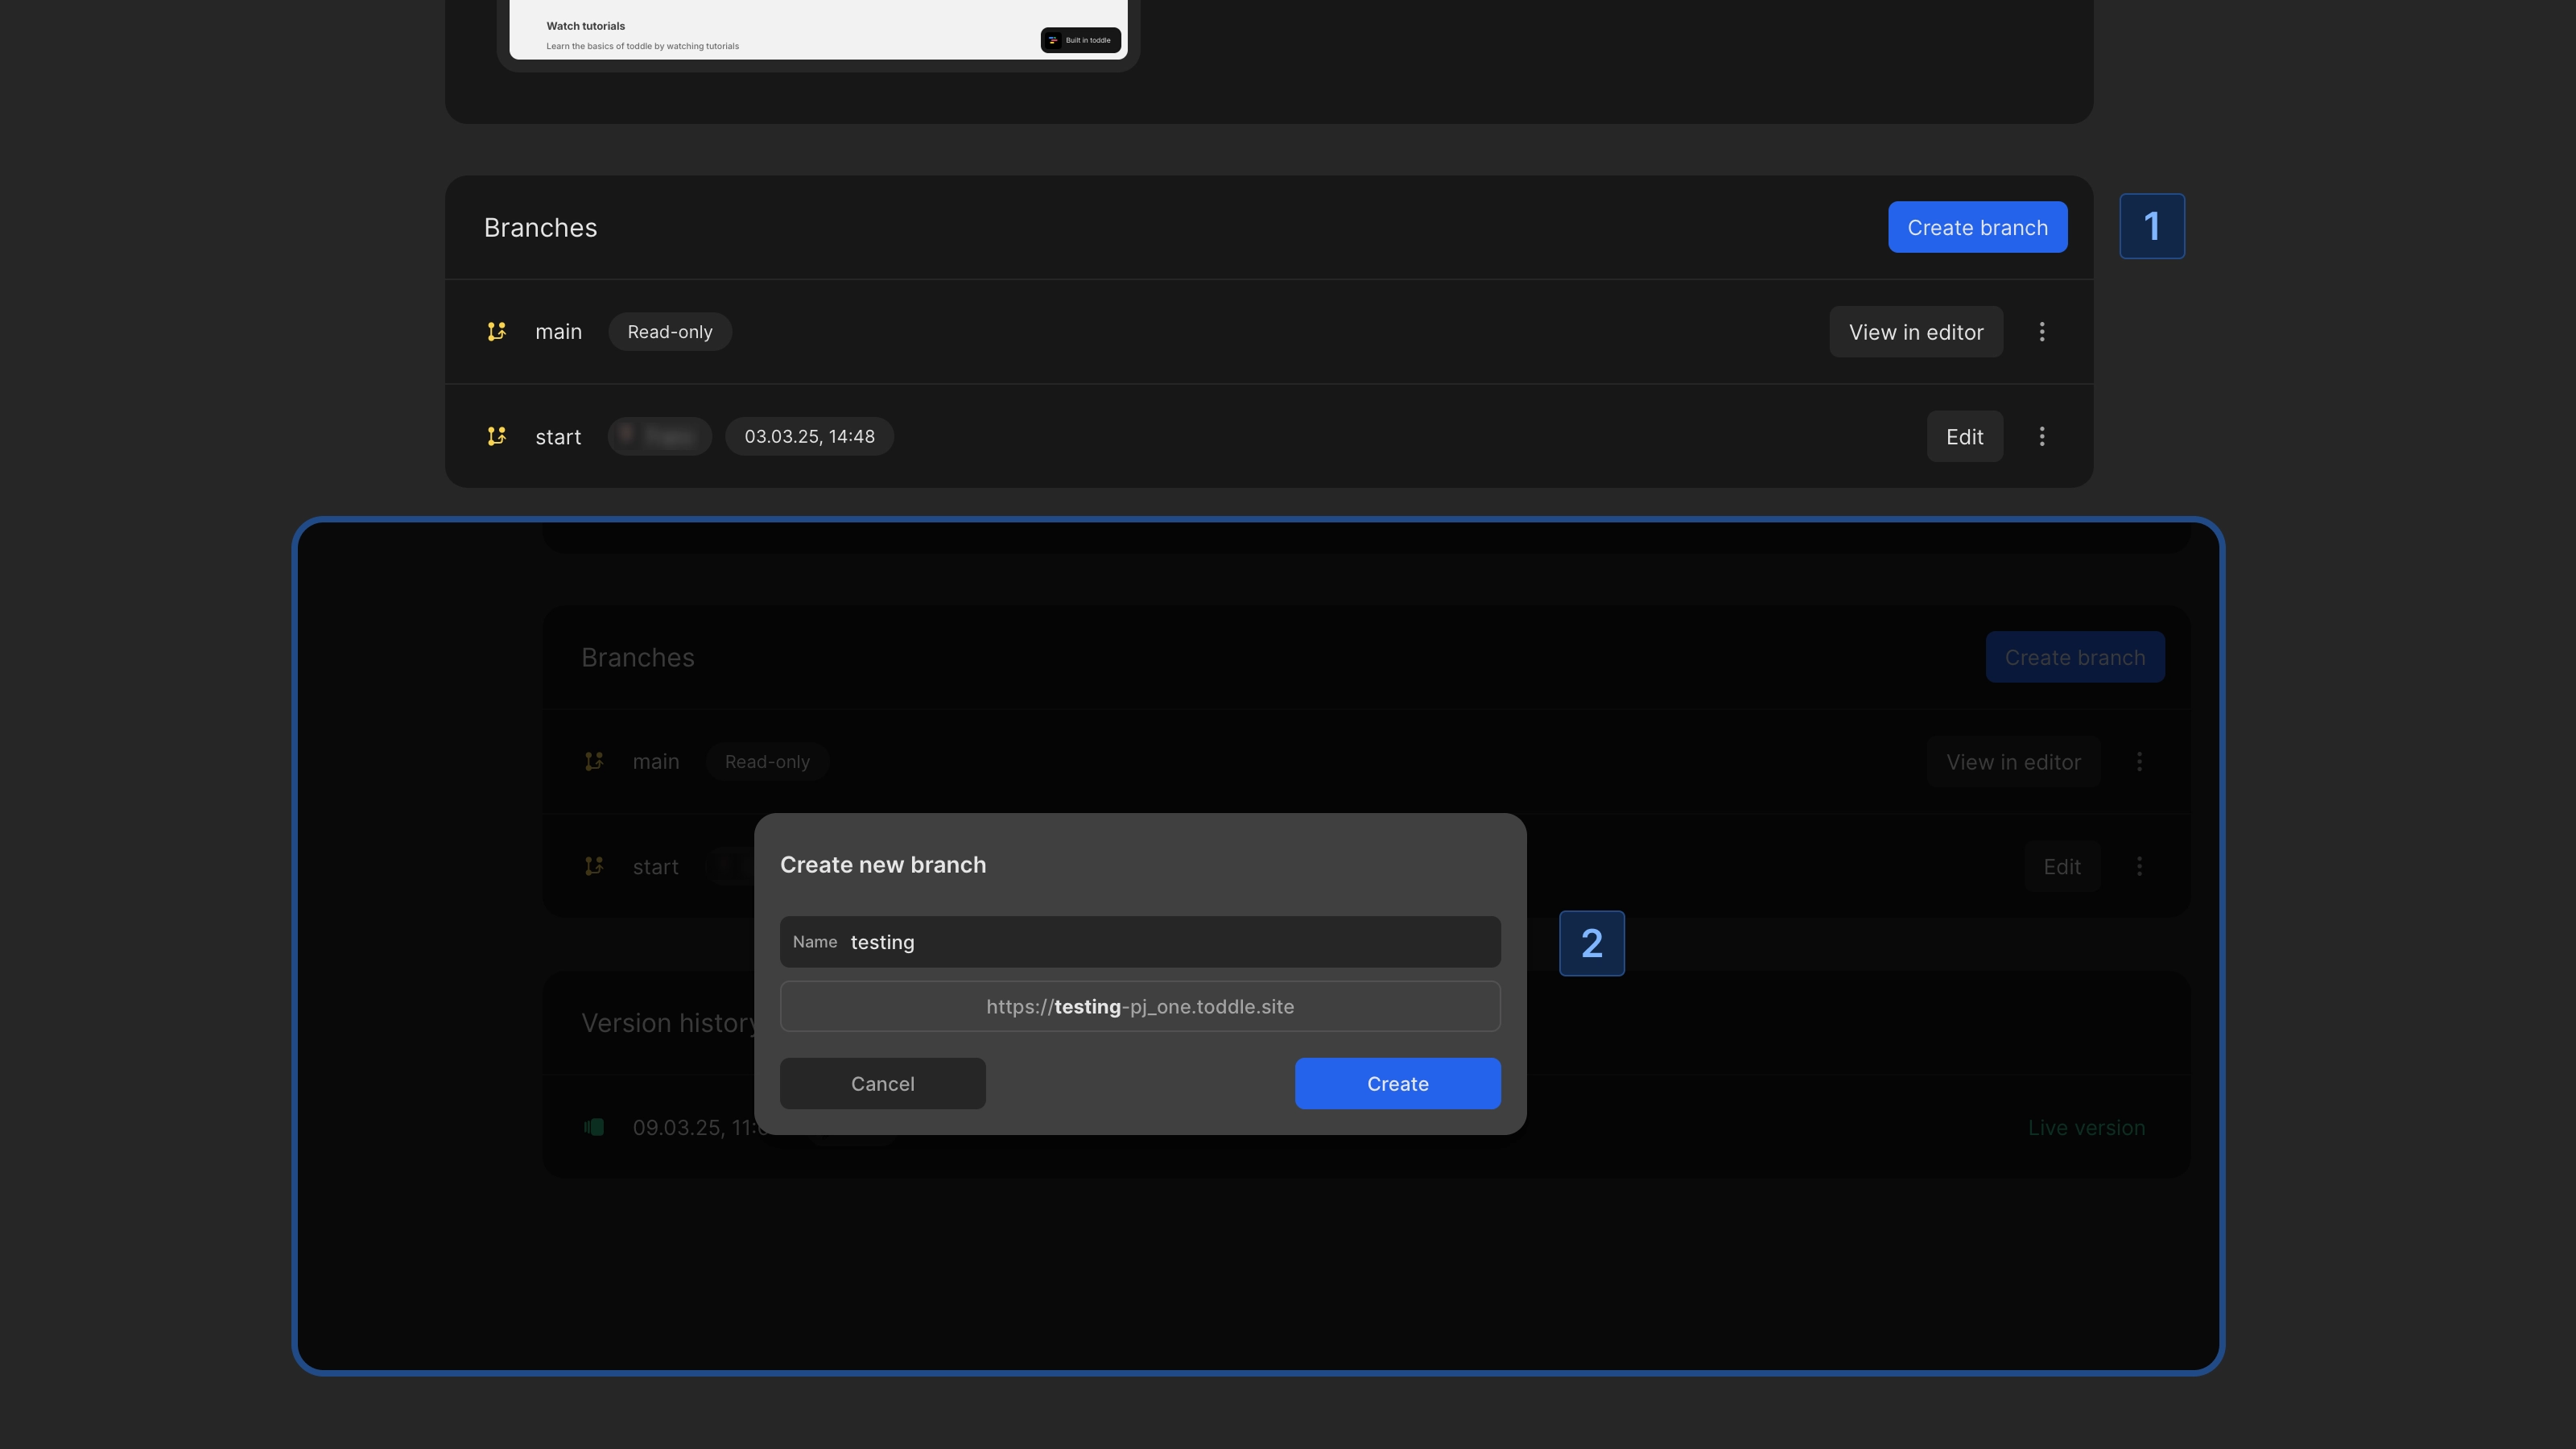 Watch tutorials
Learn the basics of toddle by watching tutorials
Built in toddle
Branches
Create branch
1
main
Read-only
View in editor
start
03.03.25, 14:48
Edit
Branches
Create branch
main
Read-only
View in editor
start
Edit
Create new branch
Name testing
2
https://testing-pj_one.toddle.site
Cancel
Create
Version history
09.03.25, 11:
Live version